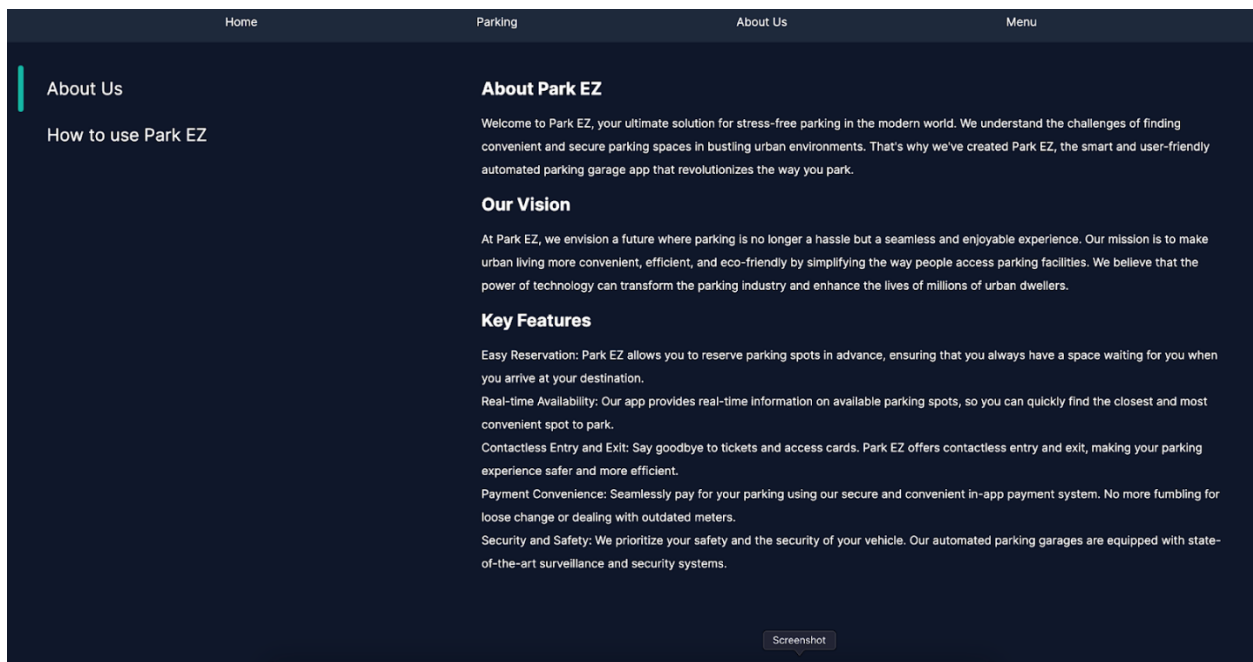 Home
Parking
About Us
Menu
About Us
How to use Park EZ
About Park EZ
Welcome to Park EZ, your ultimate solution for stress-free parking in the modern world. We understand the challenges of finding
convenient and secure parking spaces in bustling urban environments. That's why we've created Park EZ, the smart and user-friendly
automated parking garage app that revolutionizes the way you park.
Our Vision
At Park EZ, we envision a future where parking is no longer a hassle but a seamless and enjoyable experience. Our mission is to make
urban living more convenient, efficient, and eco-friendly by simplifying the way people access parking facilities. We believe that the
power of technology can transform the parking industry and enhance the lives of millions of urban dwellers.
Key Features
Easy Reservation: Park EZ allows you to reserve parking spots in advance, ensuring that you always have a space waiting for you when
you arrive at your destination.
Real-time Availability: Our app provides real-time information on available parking spots, so you can quickly find the closest and most
convenient spot to park.
Contactless Entry and Exit: Say goodbye to tickets and access cards. Park EZ offers contactless entry and exit, making your parking
experience safer and more efficient.
Payment Convenience: Seamlessly pay for your parking using our secure and convenient in-app payment system. No more fumbling for
loose change or dealing with outdated meters.
Security and Safety: We prioritize your safety and the security of your vehicle. Our automated parking garages are equipped with state-
of-the-art surveillance and security systems.
Screenshot